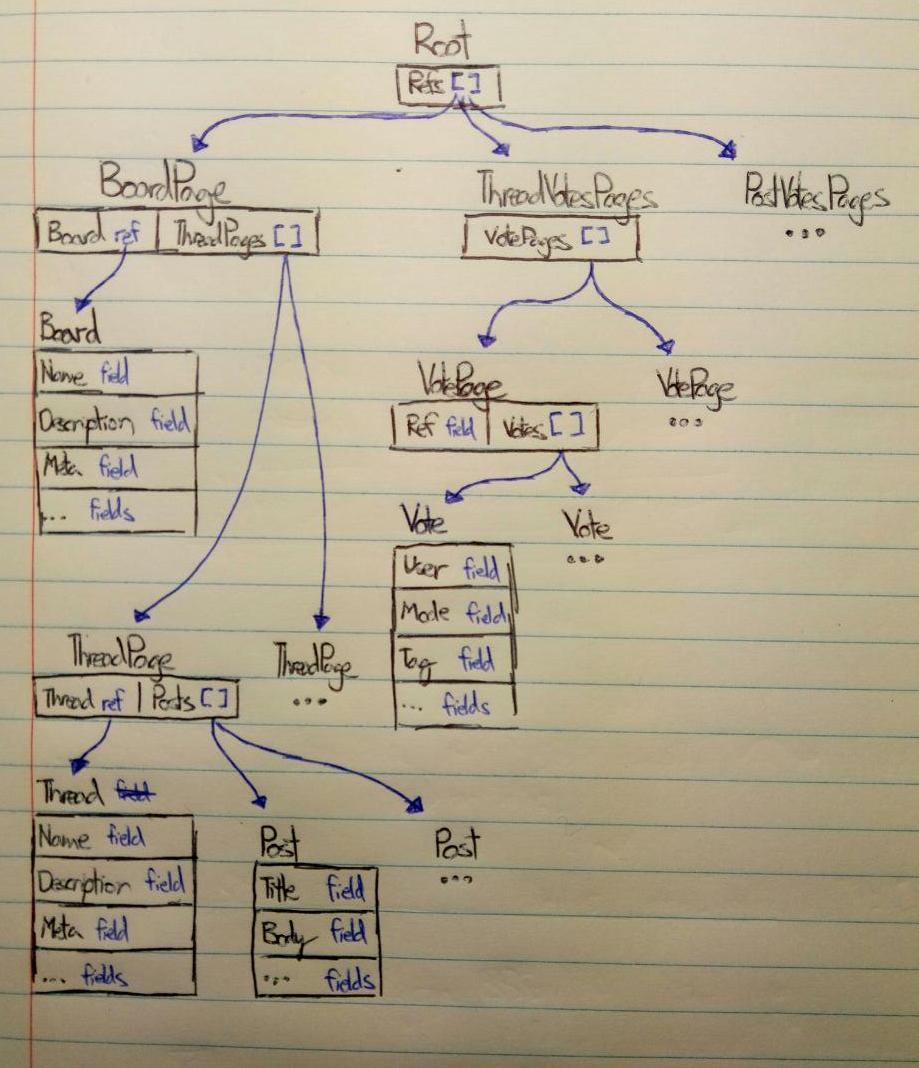 Root
Refs []
BoardPage
ThreadVotesPages
PostVotesPages
Board ref ThreadPages []
VotePages []
...
Board
Name field
Description field
Meta field
... fields
VotePage
VotePage
Ref field Votes []
...
Vote
Vote
User field
...
Mode field
Tag field
... fields
ThreadPage
ThreadPage
Thread ref | Posts []
...
Thread field
Name field
Description field
Meta field
... fields
Post
Post
Title field
...
Body field
... fields